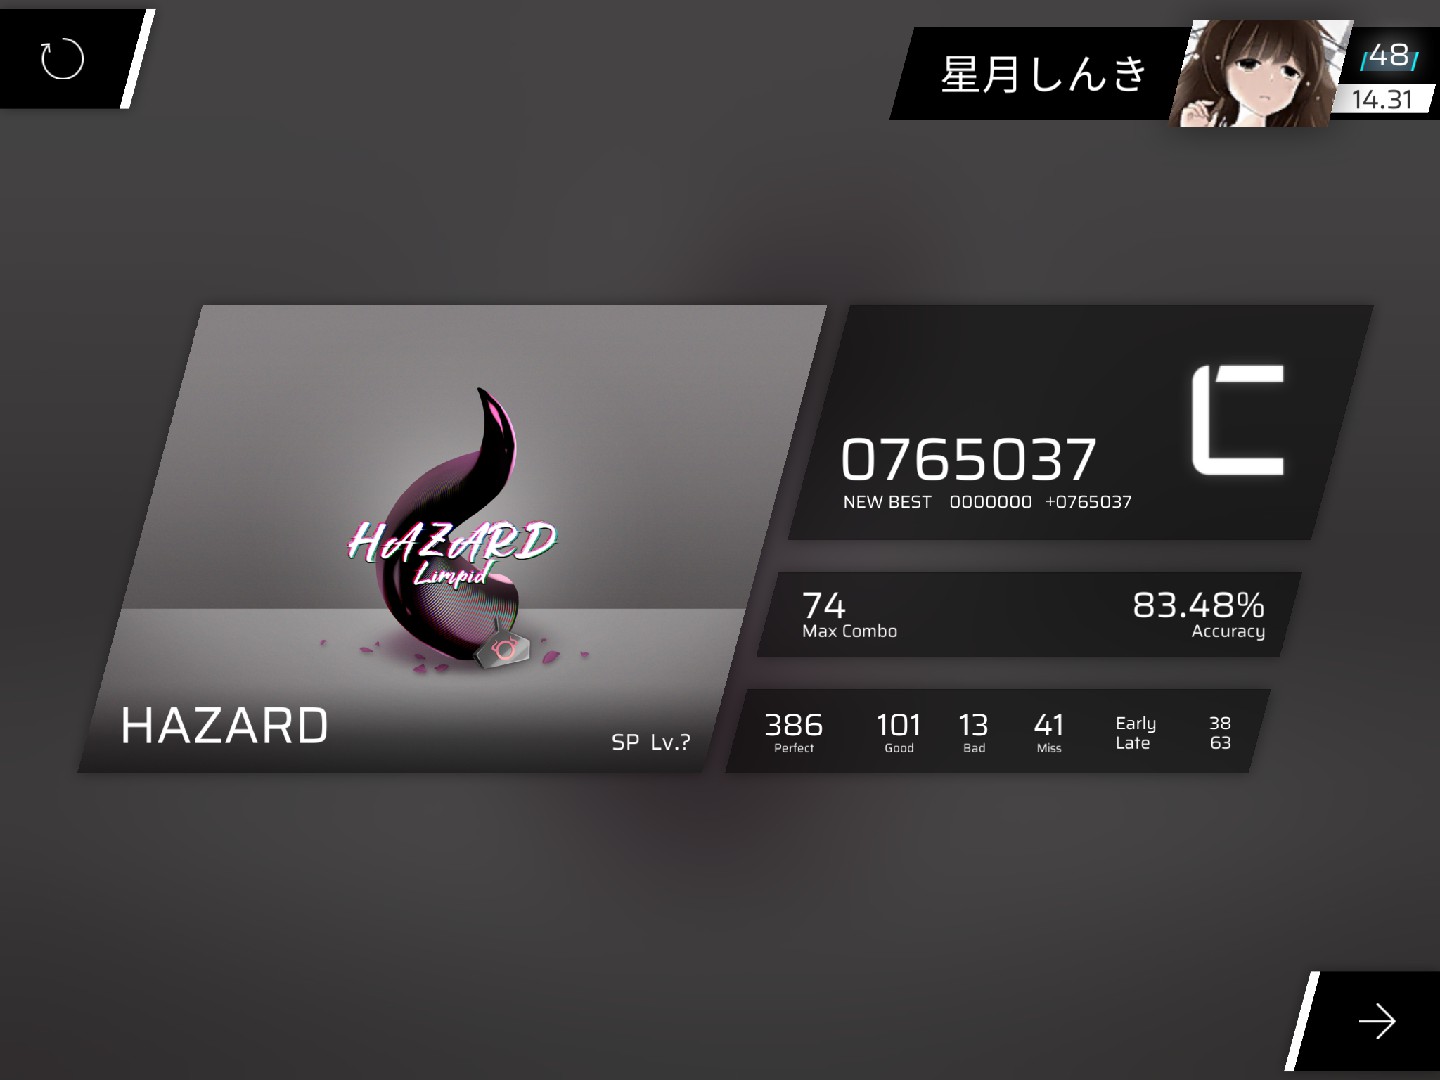 星月しんき
48
14.31
HAZARD
Limpid
HAZARD
SP Lv.?
0765037
NEW BEST 0000000 +0765037
C
74
Max Combo
83.48%
Accuracy
386 101 13 41
Perfect Good Bad Miss
Early 38
Late 63